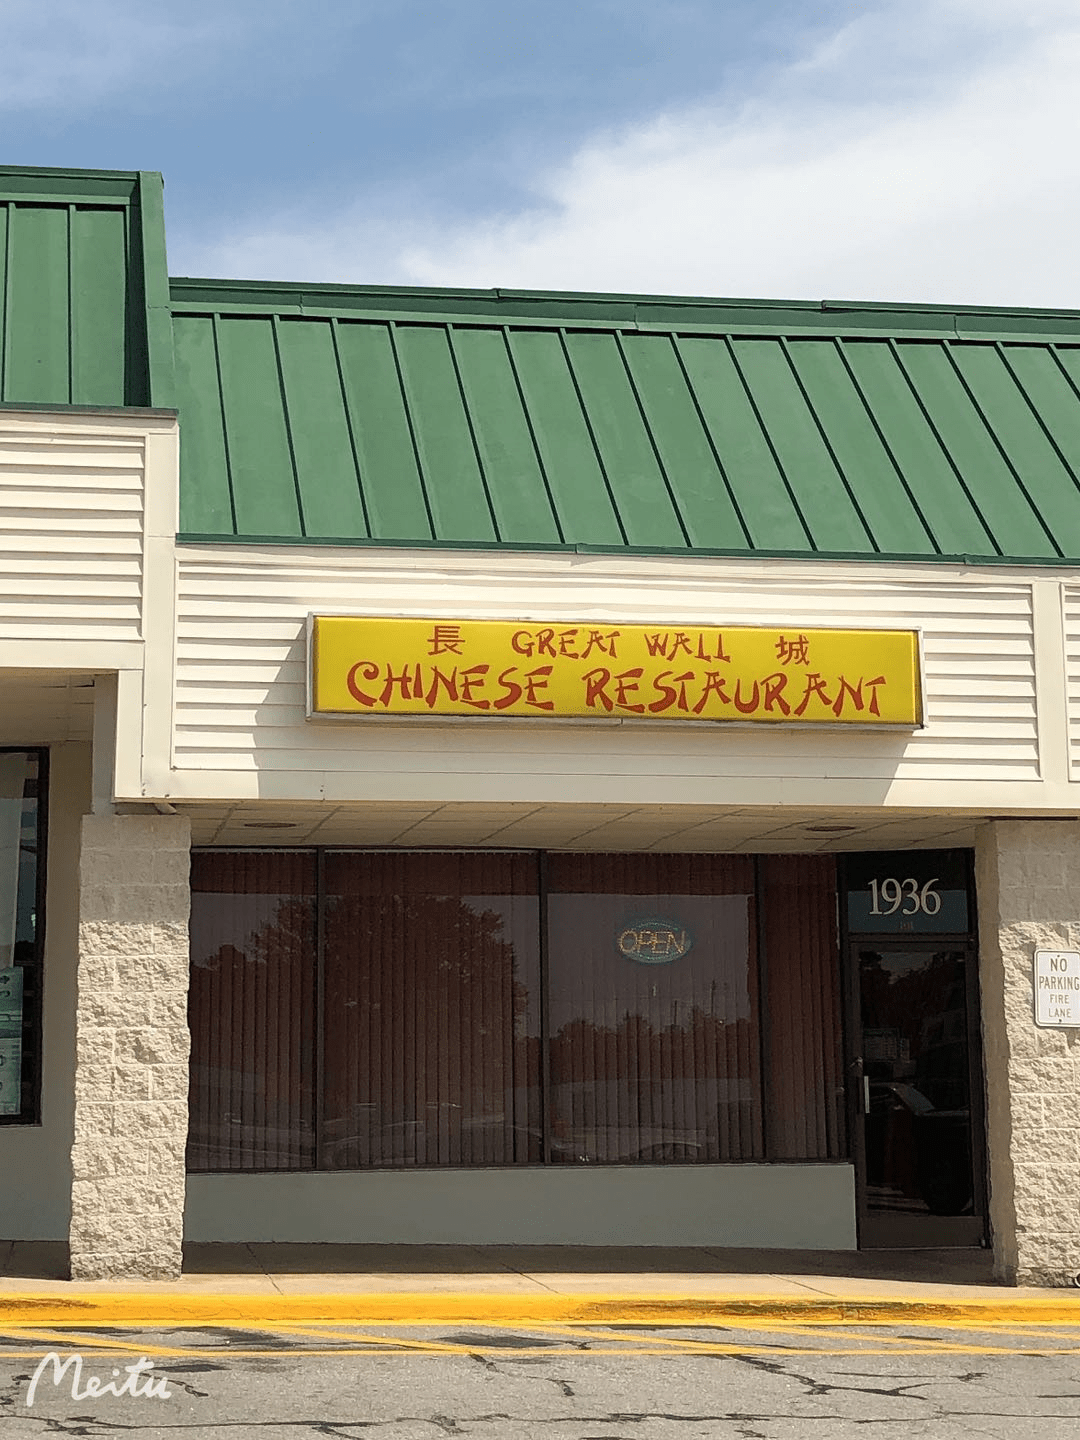 長 GREAT WALL 城
CHINESE RESTAURANT
1936
OPEN
NO
PARKING
FIRE
LANE
Meitu